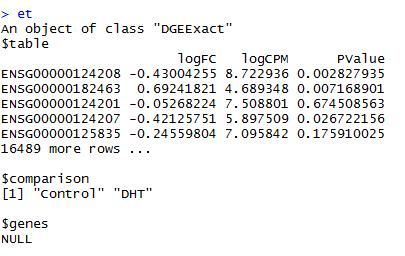 > et
An object of class "DGEExact"
$table
logFC logCPM PValue
ENSG00000124208 -0.43004255 8.722936 0.002827935
ENSG00000182463 0.69241821 4.689348 0.007168901
ENSG00000124201 -0.05268224 7.508801 0.674508563
ENSG00000124207 -0.42125751 5.897509 0.026722156
ENSG00000125835 -0.24559804 7.095842 0.175910025
16489 more rows ...
$comparison
[1] "Control" "DHT"
$genes
NULL